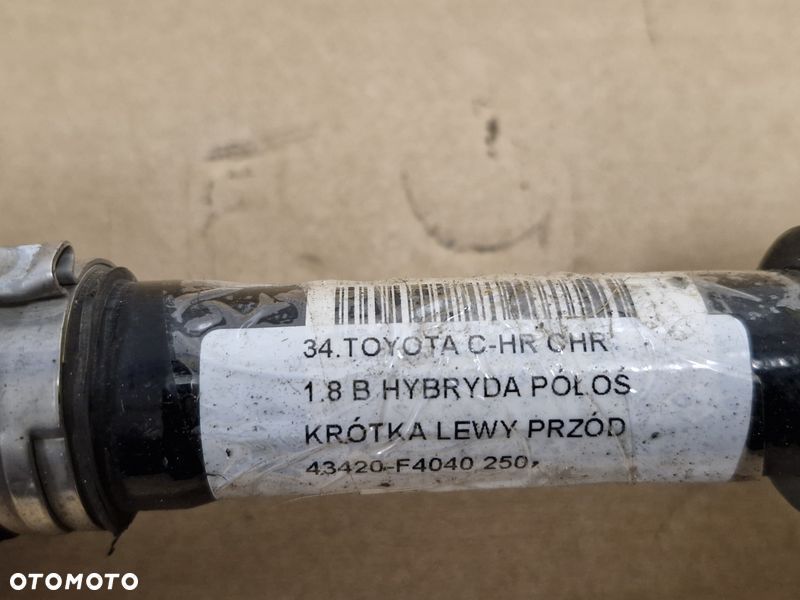 34.TOYOTA C-HR CHR
1.8 B HYBRYDA PÓŁOŚ
KRÓTKA LEWY PRZÓD
43420-F4040 250,
OTOMOTO